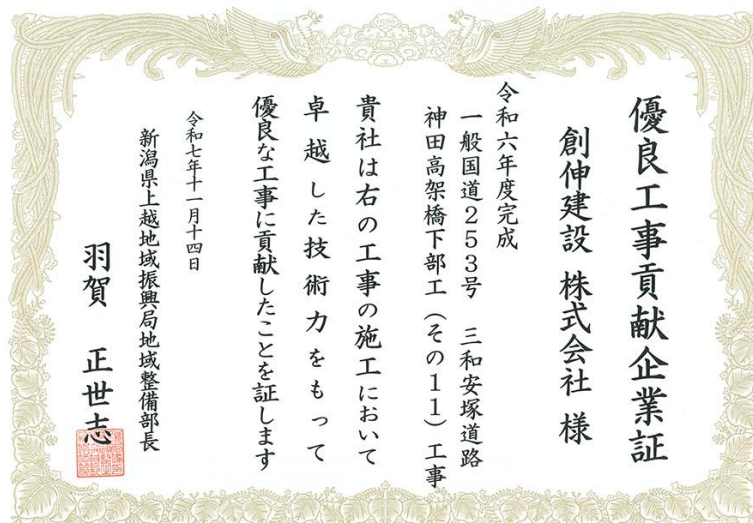 優良工事貢献企業証
創伸建設 株式会社 様
令和六年度完成
一般国道253号 三和安塚道路
神田高架橋下部工（その11）工事
貴社は右の工事の施工において
卓越した技術力をもって
優良な工事に貢献したことを証します
令和七年十一月十四日
新潟県上越地域振興局地域整備部長
羽賀 正世志